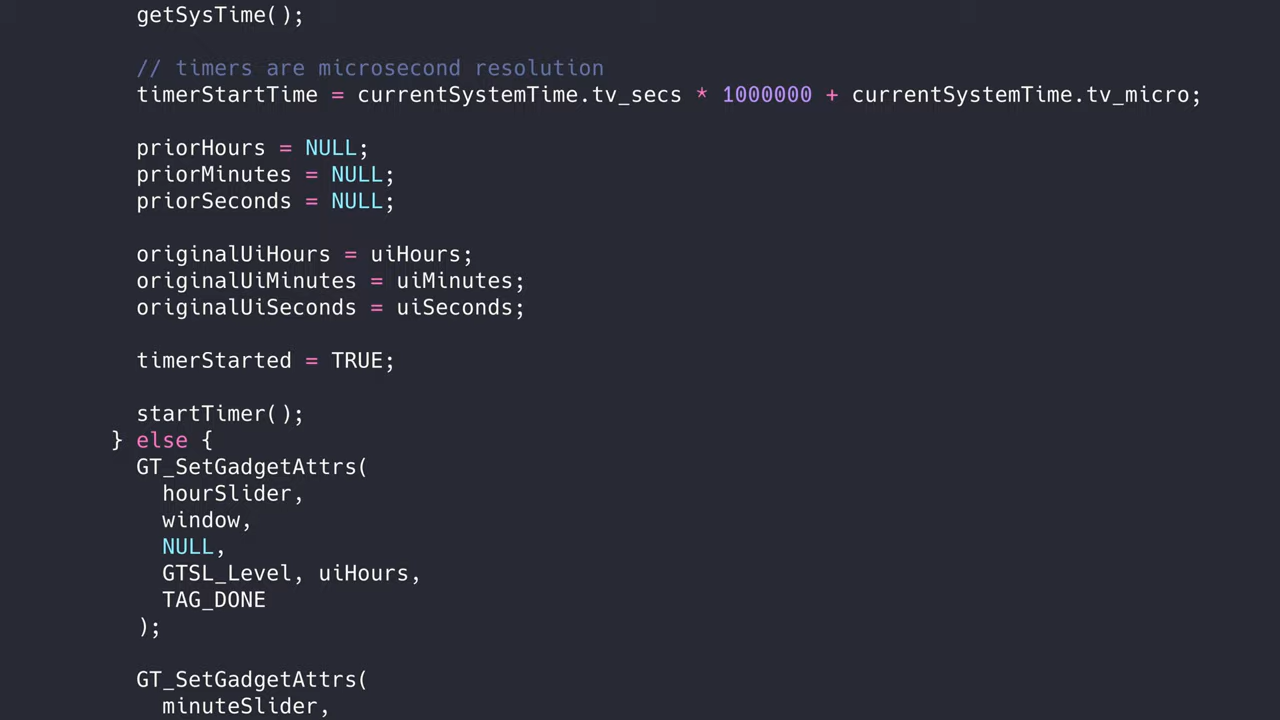 getSysTime();
// timers are microsecond resolution
timerStartTime = currentSystemTime.tv_secs * 1000000 + currentSystemTime.tv_micro;
priorHours = NULL;
priorMinutes = NULL;
priorSeconds = NULL;
originalUiHours = uiHours;
originalUiMinutes = uiMinutes;
originalUiSeconds = uiSeconds;
timerStarted = TRUE;
startTimer();
} else {
GT_SetGadgetAttrs(
hourSlider,
window,
NULL,
GTSL_Level, uiHours,
TAG_DONE
);
GT_SetGadgetAttrs(
minuteSlider,